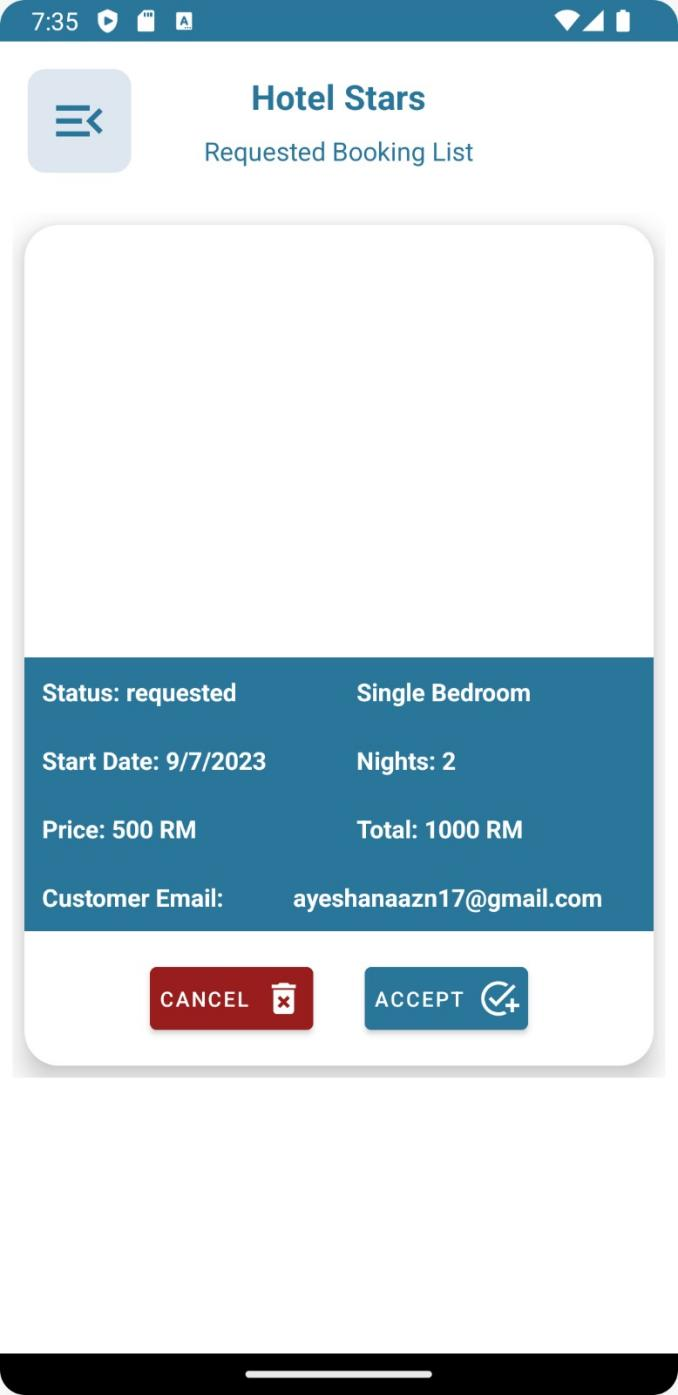 7:35
Hotel Stars
Requested Booking List
Status: requested
Single Bedroom
Start Date: 9/7/2023
Nights: 2
Price: 500 RM
Total: 1000 RM
Customer Email: ayeshanaazn17@gmail.com
CANCEL
ACCEPT